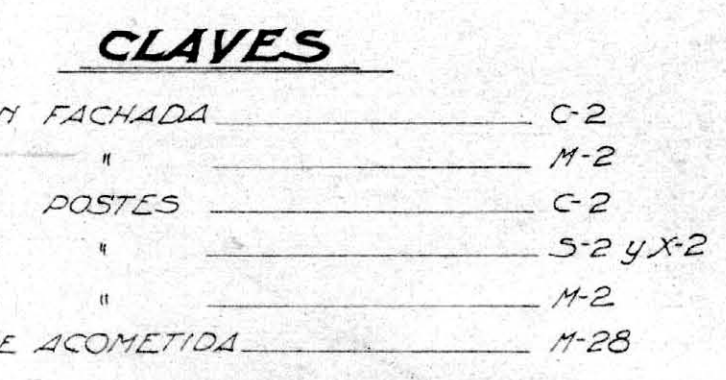 CLAVES
N FACHADA C-2
" M-2
POSTES C-2
" S-2 y X-2
" M-2
E ACOMETIDA M-28